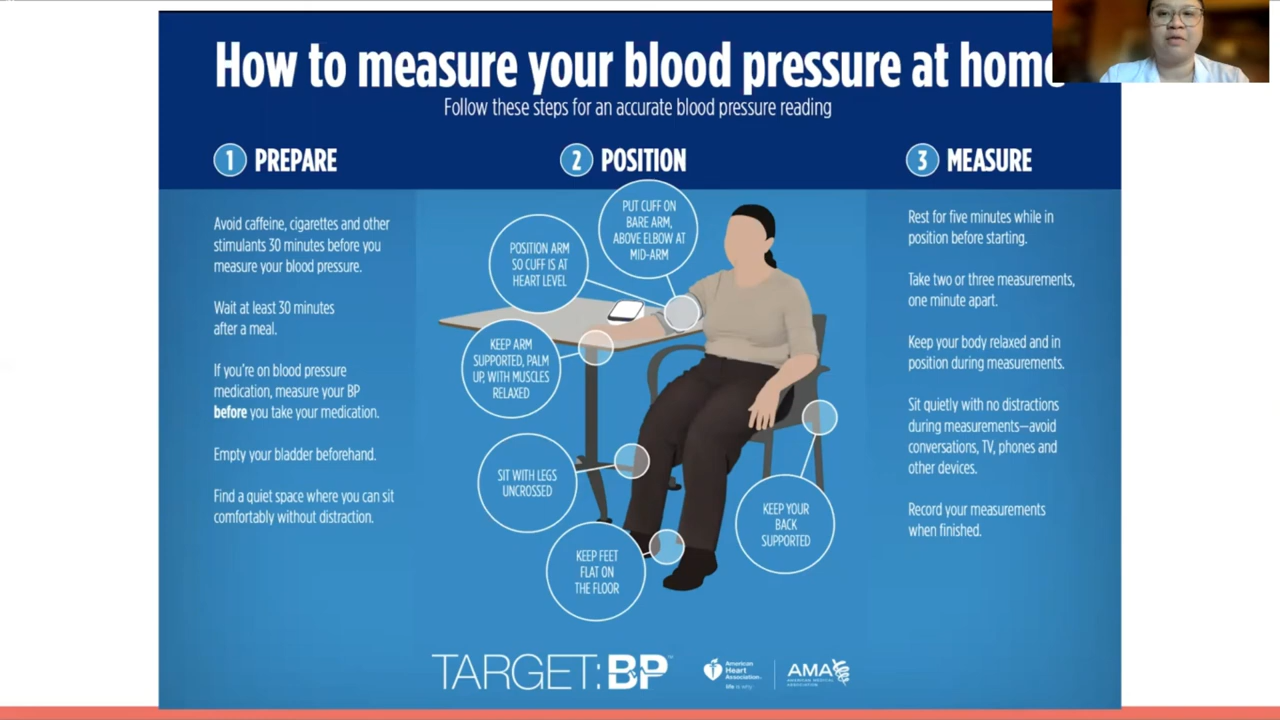 How to measure your blood pressure at home
Follow these steps for an accurate blood pressure reading
1 PREPARE
Avoid caffeine, cigarettes and other
stimulants 30 minutes before you
measure your blood pressure.
Wait at least 30 minutes
after a meal.
If you're on blood pressure
medication, measure your BP
before you take your medication.
Empty your bladder beforehand.
Find a quiet space where you can sit
comfortably without distraction.
2 POSITION
PUT CUFF ON
BARE ARM,
ABOVE ELBOW AT
MID-ARM
POSITION ARM
SO CUFF IS AT
HEART LEVEL
KEEP ARM
SUPPORTED, PALM
UP, WITH MUSCLES
RELAXED
SIT WITH LEGS
UNCROSSED
KEEP FEET
FLAT ON
THE FLOOR
KEEP YOUR
BACK
SUPPORTED
3 MEASURE
Rest for five minutes while in
position before starting.
Take two or three measurements,
one minute apart.
Keep your body relaxed and in
position during measurements.
Sit quietly with no distractions
during measurements—avoid
conversations, TV, phones and
other devices.
Record your measurements
when finished.
TARGET:BP™
American
Heart
Association®
life is why™
AMA
AMERICAN MEDICAL
ASSOCIATION